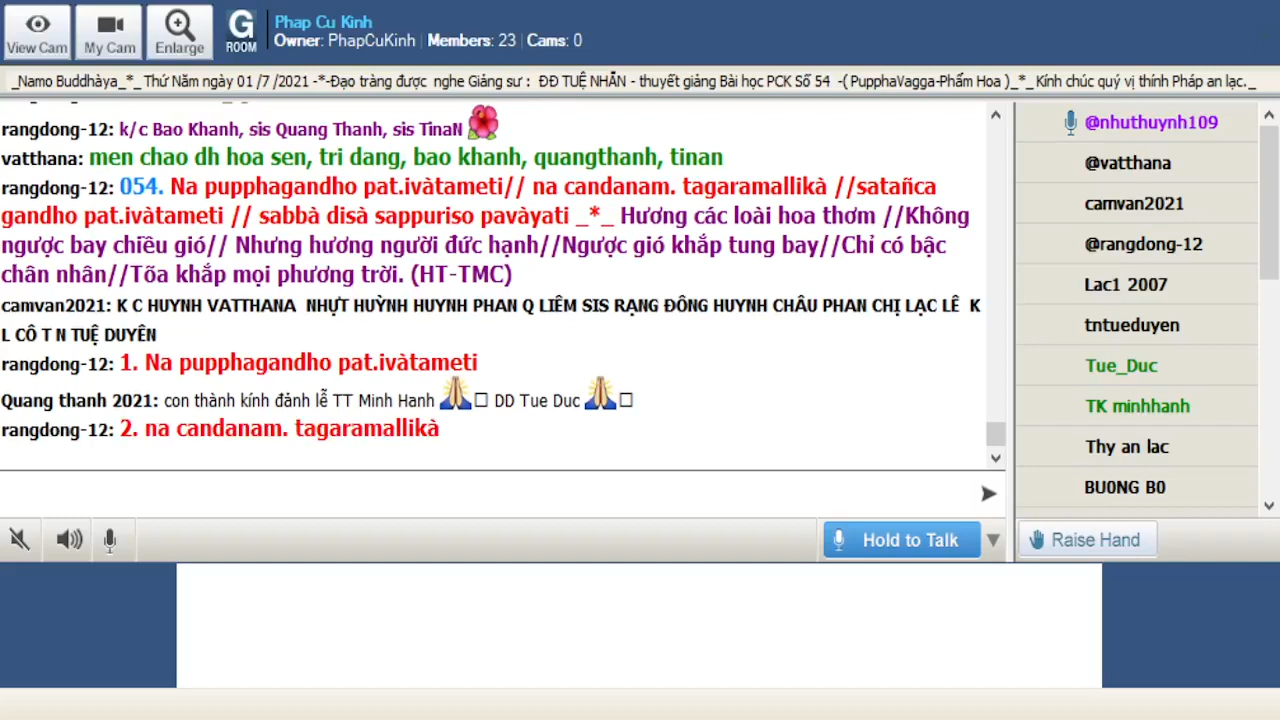 View Cam
My Cam
Enlarge
G
ROOM
Phap Cu Kinh
Owner: PhapCuKinh | Members: 23 | Cams: 0
_Namo Buddhàya_*_ Thứ Năm ngày 01 /7 /2021 -*-Đạo tràng được nghe Giảng sư : ĐĐ TUỆ NHẪN - thuyết giảng Bài học PCK Số 54 -( PupphaVagga-Phẩm Hoa )_*_Kính chúc quý vị thính Pháp an lạc._
rangdong-12: k/c Bao Khanh, sis Quang Thanh, sis TinaN
vatthana: men chao dh hoa sen, tri dang, bao khanh, quangthanh, tinan
rangdong-12: 054. Na pupphagandho pat.ivàtameti// na candanam. tagaramallikà //satañca
gandho pat.ivàtameti // sabbà disà sappuriso pavàyati _*_ Hương các loài hoa thơm //Không
ngược bay chiều gió// Nhưng hương người đức hạnh//Ngược gió khắp tung bay//Chỉ có bậc
chân nhân//Tõa khắp mọi phương trời. (HT-TMC)
camvan2021: K C HUYNH VATTHANA NHỰT HUỲNH HUYNH PHAN Q LIÊM SIS RẠNG ĐÔNG HUYNH CHÂU PHAN CHỊ LẠC LÊ K
L CÔ T N TUỆ DUYÊN
rangdong-12: 1. Na pupphagandho pat.ivàtameti
Quang thanh 2021: con thành kính đảnh lễ TT Minh Hanh DD Tue Duc
rangdong-12: 2. na candanam. tagaramallikà
@nhuthuynh109
@vatthana
camvan2021
@rangdong-12
Lac1 2007
tntueduyen
Tue_Duc
TK minhhanh
Thy an lac
BU0NG B0
Hold to Talk
Raise Hand